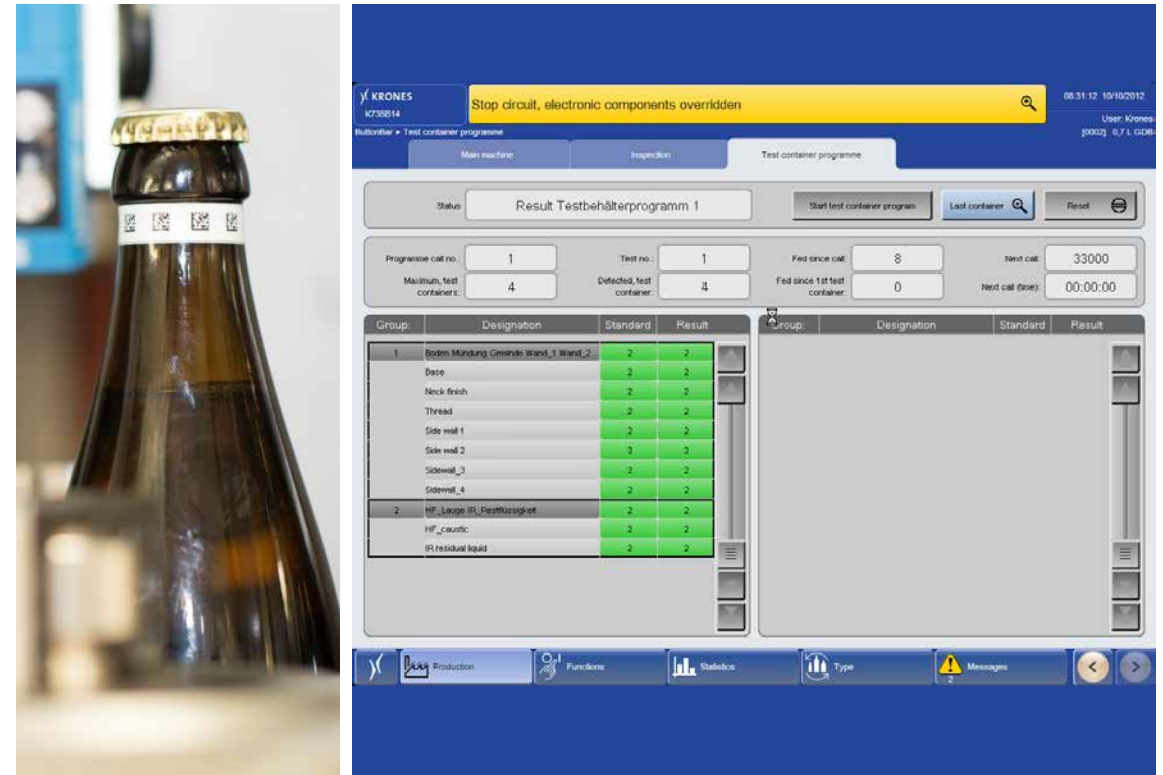 KRONES
K735B14
Stop circuit, electronic components overridden
08:31:12 10/10/2012
User: Krones
[0002] 0,7 L GDB
Buttonbar ▸ Test container programme
Main machine
Inspection
Test container programme
Status
Result Testbehälterprogramm 1
Start test container program
Last container
Reset
Programme call no.:
1
Test no.:
1
Fed since call:
8
Next call:
33000
Maximum, test
containers:
4
Detected, test
container:
4
Fed since 1st test
container:
0
Next call (time):
00:00:00
Group: Designation Standard Result
1 Boden Mündung Gewinde Wand_1 Wand_2 2 2
Base 2 2
Neck finish 2 2
Thread 2 2
Side wall 1 2 2
Side wall 2 2 2
Sidewall_3 2 2
Sidewall_4 2 2
2 HF_Lauge IR_Restflüssigkeit 2 2
HF_caustic 2 2
IR residual liquid 2 2
Group: Designation Standard Result
Production
Functions
Statistics
Type
Messages
2